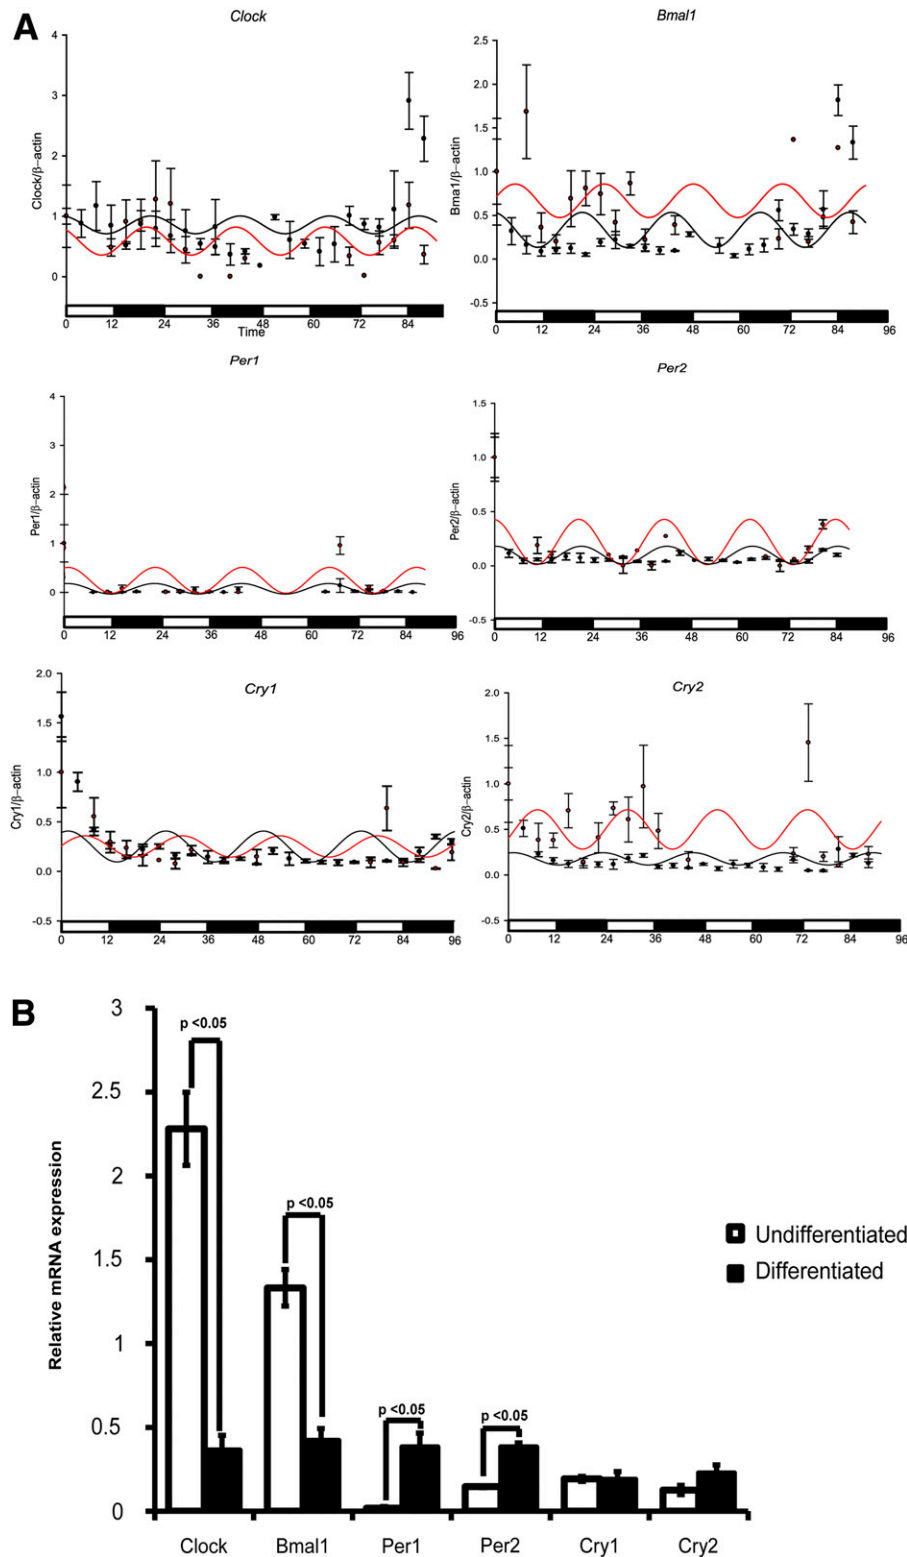 A
Clock
Bmal1
4
3
2
1
0
Clock/β−actin
0 12 24 36 48 60 72 84
Time
2.5
2.0
1.5
1.0
0.5
0.0
-0.5
Bma1/β−actin
0 12 24 36 48 60 72 84 96
Per1
Per2
4
3
2
1
0
Per1/β−actin
0 12 24 36 48 60 72 84 96
1.5
1.0
0.5
0.0
-0.5
Per2/β−actin
0 12 24 36 48 60 72 84 96
Cry1
Cry2
2.0
1.5
1.0
0.5
0.0
-0.5
Cry1/β−actin
0 12 24 36 48 60 72 84 96
2.0
1.5
1.0
0.5
0.0
-0.5
Cry2/β−actin
0 12 24 36 48 60 72 84 96
B
3
2.5
2
1.5
1
0.5
0
Relative mRNA expression
p <0.05
p <0.05
p <0.05
p <0.05
Undifferentiated
Differentiated
Clock Bmal1 Per1 Per2 Cry1 Cry2